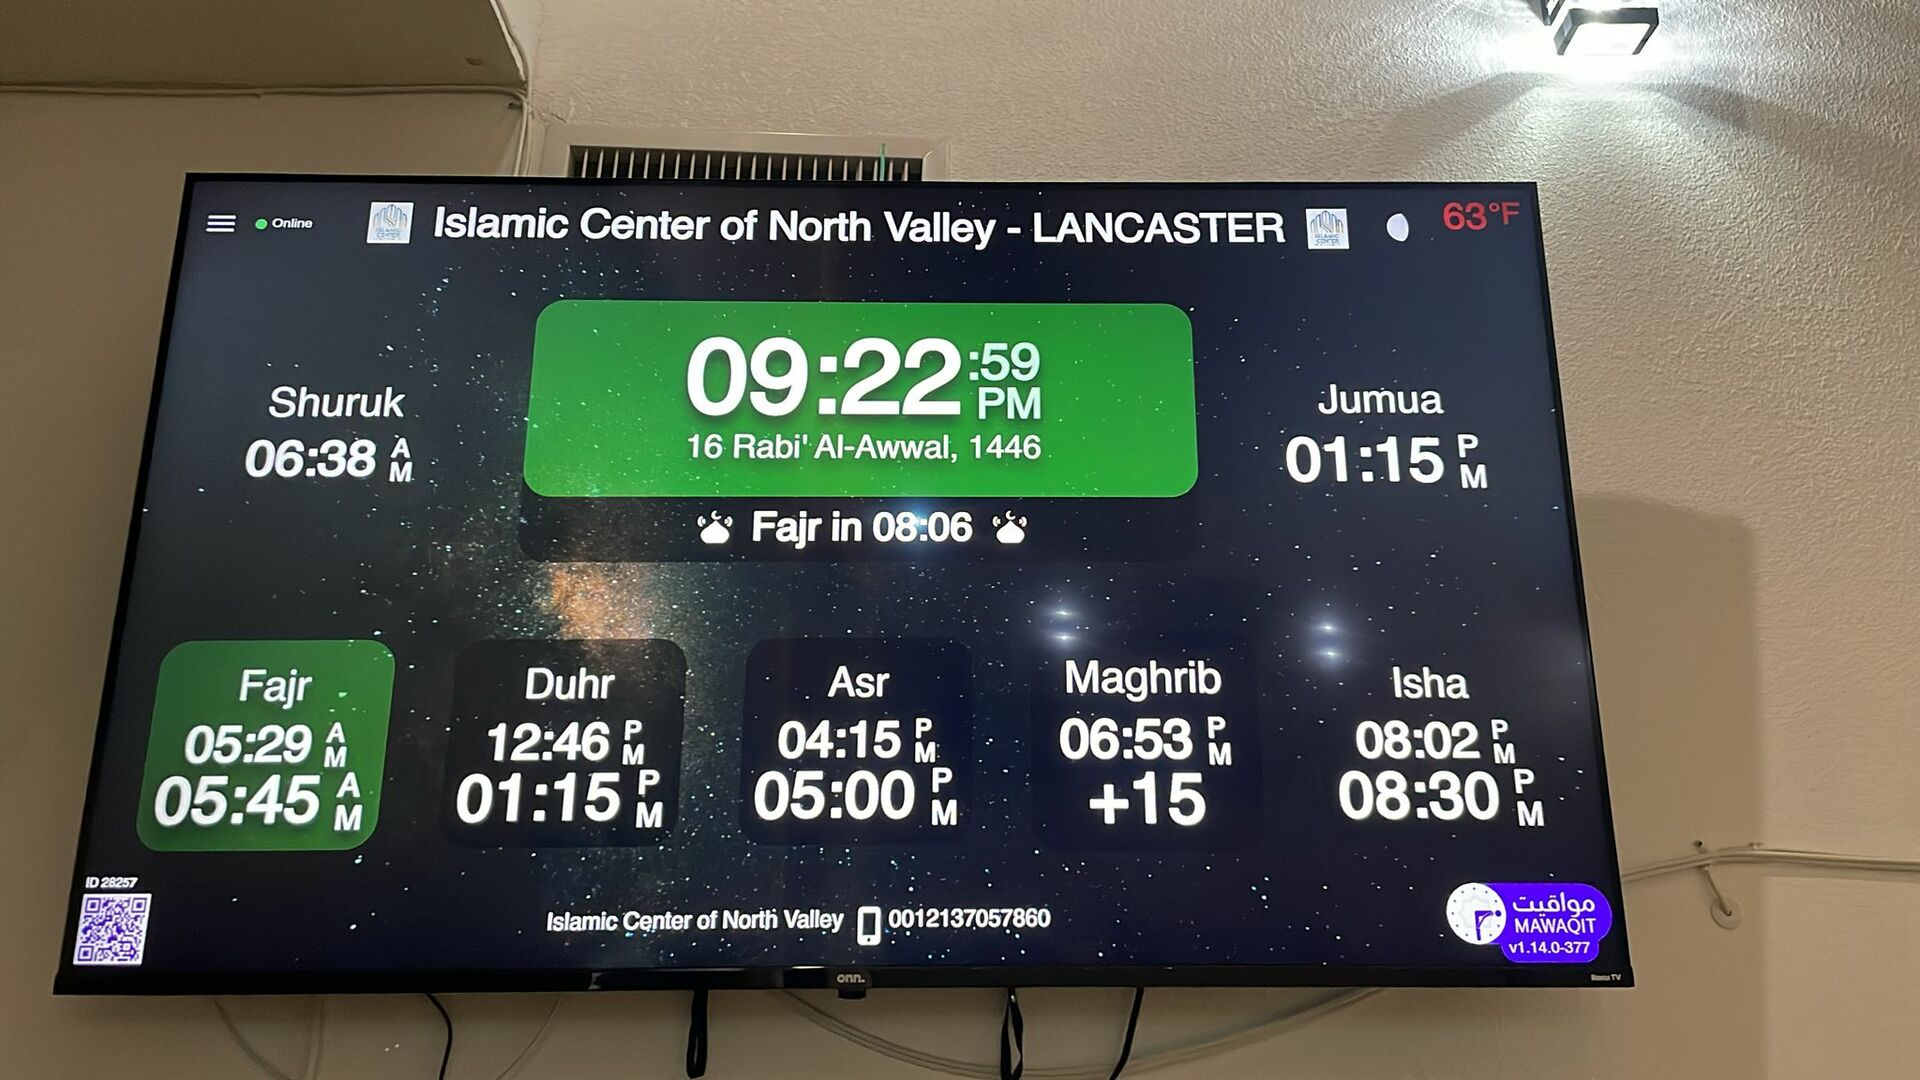 Online
Islamic Center of North Valley - LANCASTER
63°F
09:22:59 PM
16 Rabi' Al-Awwal, 1446
Fajr in 08:06
Shuruk
06:38 AM
Jumua
01:15 PM
Fajr
05:29 AM
05:45 AM
Duhr
12:46 PM
01:15 PM
Asr
04:15 PM
05:00 PM
Maghrib
06:53 PM
+15
Isha
08:02 PM
08:30 PM
ID 28257
Islamic Center of North Valley 0012137057860
مواقيت
MAWAQIT
v1.14.0-377
onn.
Roku TV